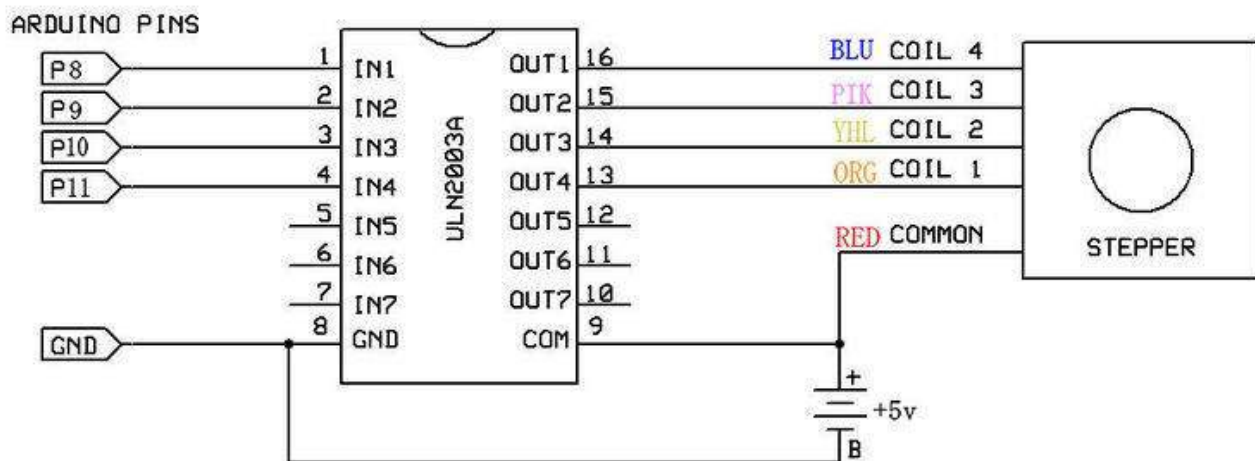 ARDUINO PINS
P8
P9
P10
P11
GND
1
2
3
4
5
6
7
8
IN1
IN2
IN3
IN4
IN5
IN6
IN7
GND
ULN2003A
OUT1
OUT2
OUT3
OUT4
OUT5
OUT6
OUT7
COM
16
15
14
13
12
11
10
9
BLU COIL 4
PIK COIL 3
YHL COIL 2
ORG COIL 1
RED COMMON
STEPPER
+
+5v
B